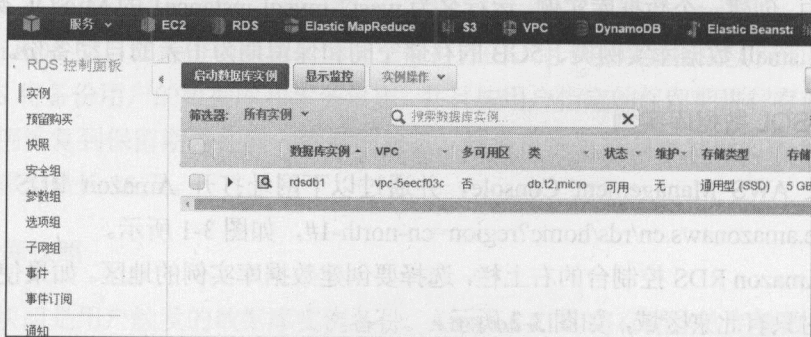 服务 EC2 RDS Elastic MapReduce S3 VPC DynamoDB Elastic Beansta
RDS 控制面板
实例
预留购买
快照
安全组
参数组
选项组
子网组
事件
事件订阅
通知
启动数据库实例 显示监控 实例操作
筛选器: 所有实例 搜索数据库实例...
数据库实例 VPC 多可用区 类 状态 维护 存储类型 存储
rdsdb1 vpc-5eecf03c 否 db.t2.micro 可用 无 通用型 (SSD) 5 GB